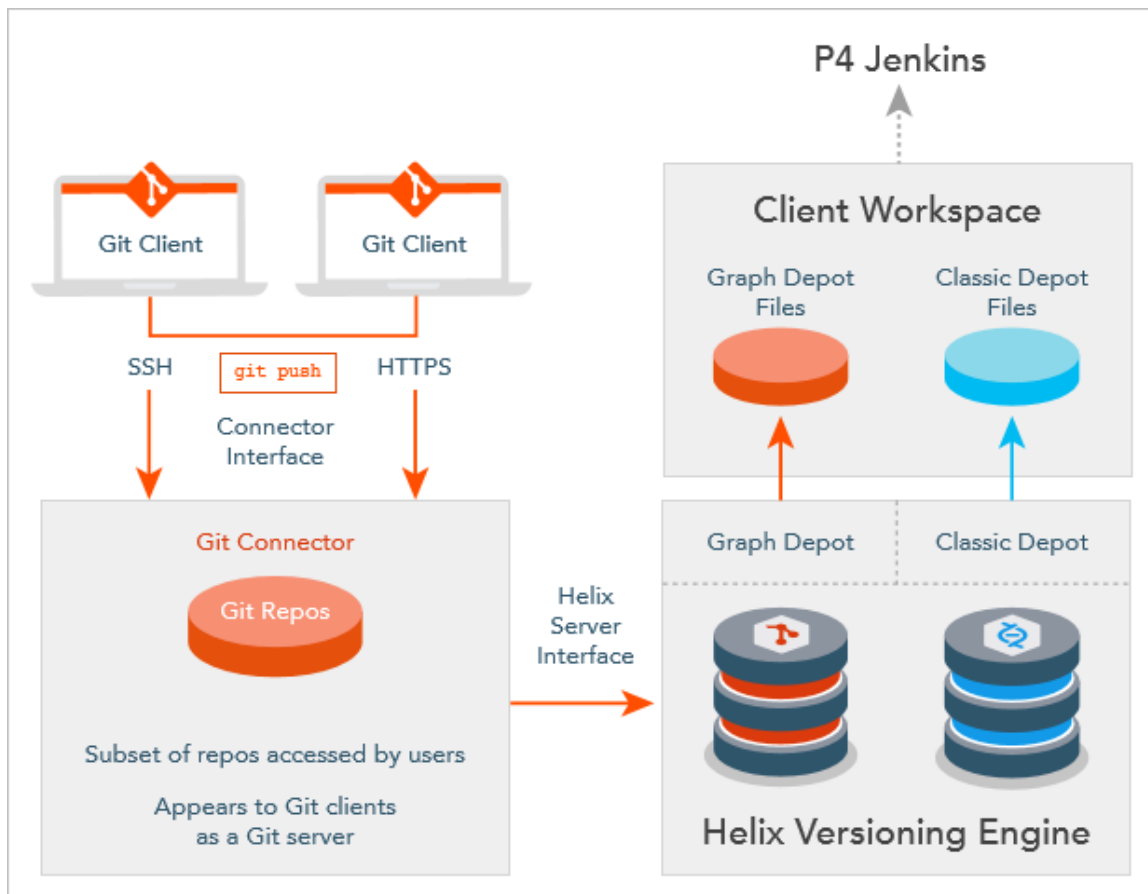 P4 Jenkins
Git Client
Git Client
SSH
git push
HTTPS
Connector
Interface
Git Connector
Git Repos
Subset of repos accessed by users
Appears to Git clients
as a Git server
Helix
Server
Interface
Client Workspace
Graph Depot
Files
Classic Depot
Files
Graph Depot
Classic Depot
Helix Versioning Engine